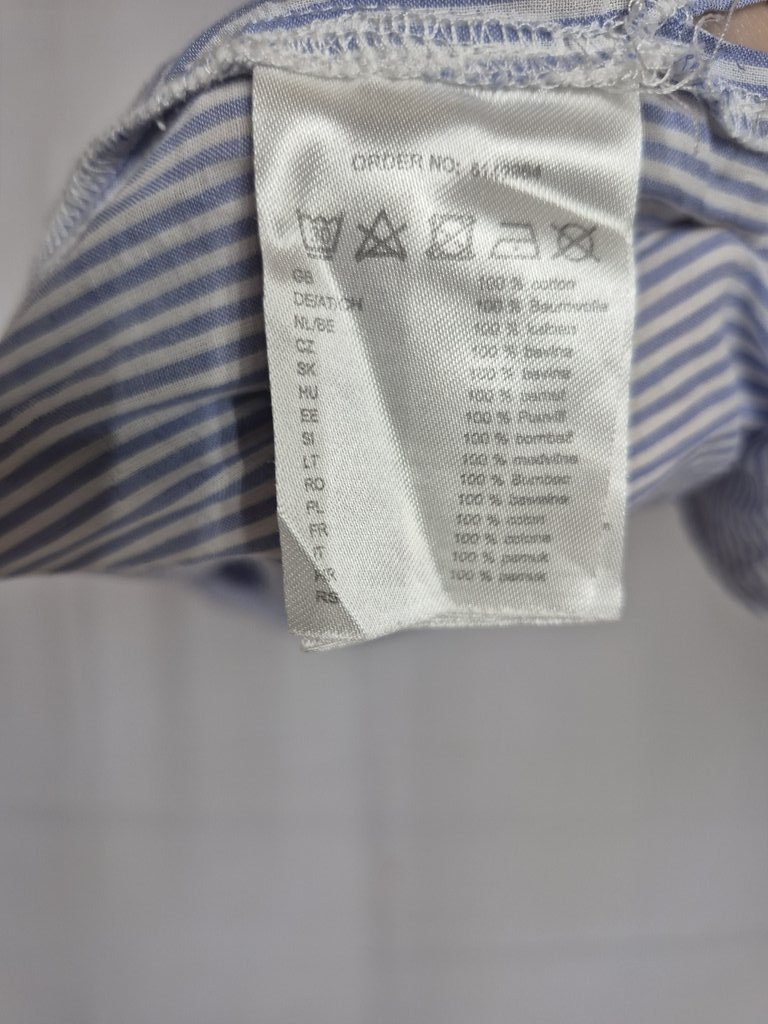 ORDER NO:
GB 100 % cotton
DE/AT/CH 100 % Baumwolle
NL/BE 100 % katoen
CZ 100 % bavlna
SK 100 % bavlna
HU 100 % pamut
EE 100 % Puuvill
SI 100 % bombaž
LT 100 % medvilnė
RO 100 % Bumbac
PL 100 % bawełna
FR 100 % coton
IT 100 % cotone
HR 100 % pamuk
RS 100 % pamuk